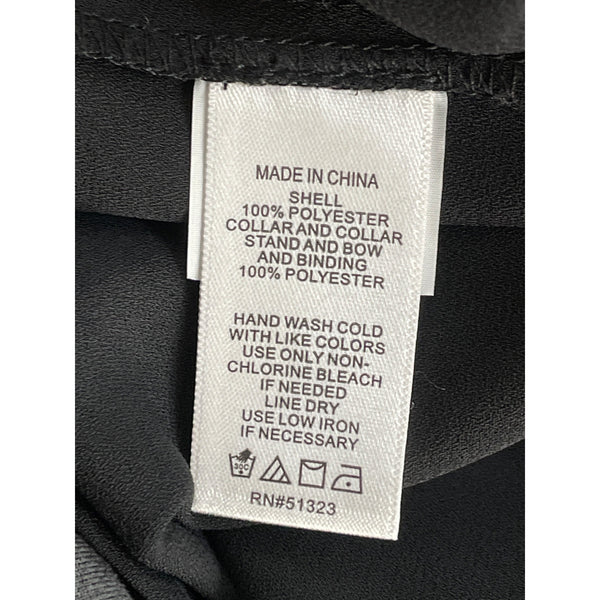 MADE IN CHINA
SHELL
100% POLYESTER
COLLAR AND COLLAR
STAND AND BOW
AND BINDING
100% POLYESTER
HAND WASH COLD
WITH LIKE COLORS
USE ONLY NON-
CHLORINE BLEACH
IF NEEDED
LINE DRY
USE LOW IRON
IF NECESSARY
30C
RN#51323